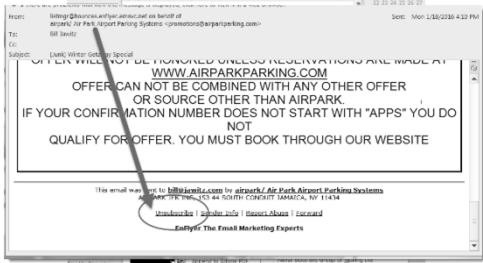 From: listmgr@bounces.enflyer.emsvc.net on behalf of Sent: Mon 1/18/2016 4:13 PM
airpark/ Air Park Airport Parking Systems <promotions@airparkparking.com>
To: Bill Jawitz
Cc:
Subject: [Junk] Winter Getaway Special
OFFER WILL NOT BE HONORED UNLESS RESERVATIONS ARE MADE AT
WWW.AIRPARKPARKING.COM
OFFER CAN NOT BE COMBINED WITH ANY OTHER OFFER
OR SOURCE OTHER THAN AIRPARK.
IF YOUR CONFIRMATION NUMBER DOES NOT START WITH "APPS" YOU DO
NOT
QUALIFY FOR OFFER. YOU MUST BOOK THROUGH OUR WEBSITE
This email was sent to bill@jawitz.com by airpark/ Air Park Airport Parking Systems
AIRPARK JFK INC, 153-44 SOUTH CONDUIT JAMAICA, NY 11434
Unsubscribe | Sender Info | Report Abuse | Forward
EnFlyer The Email Marketing Experts